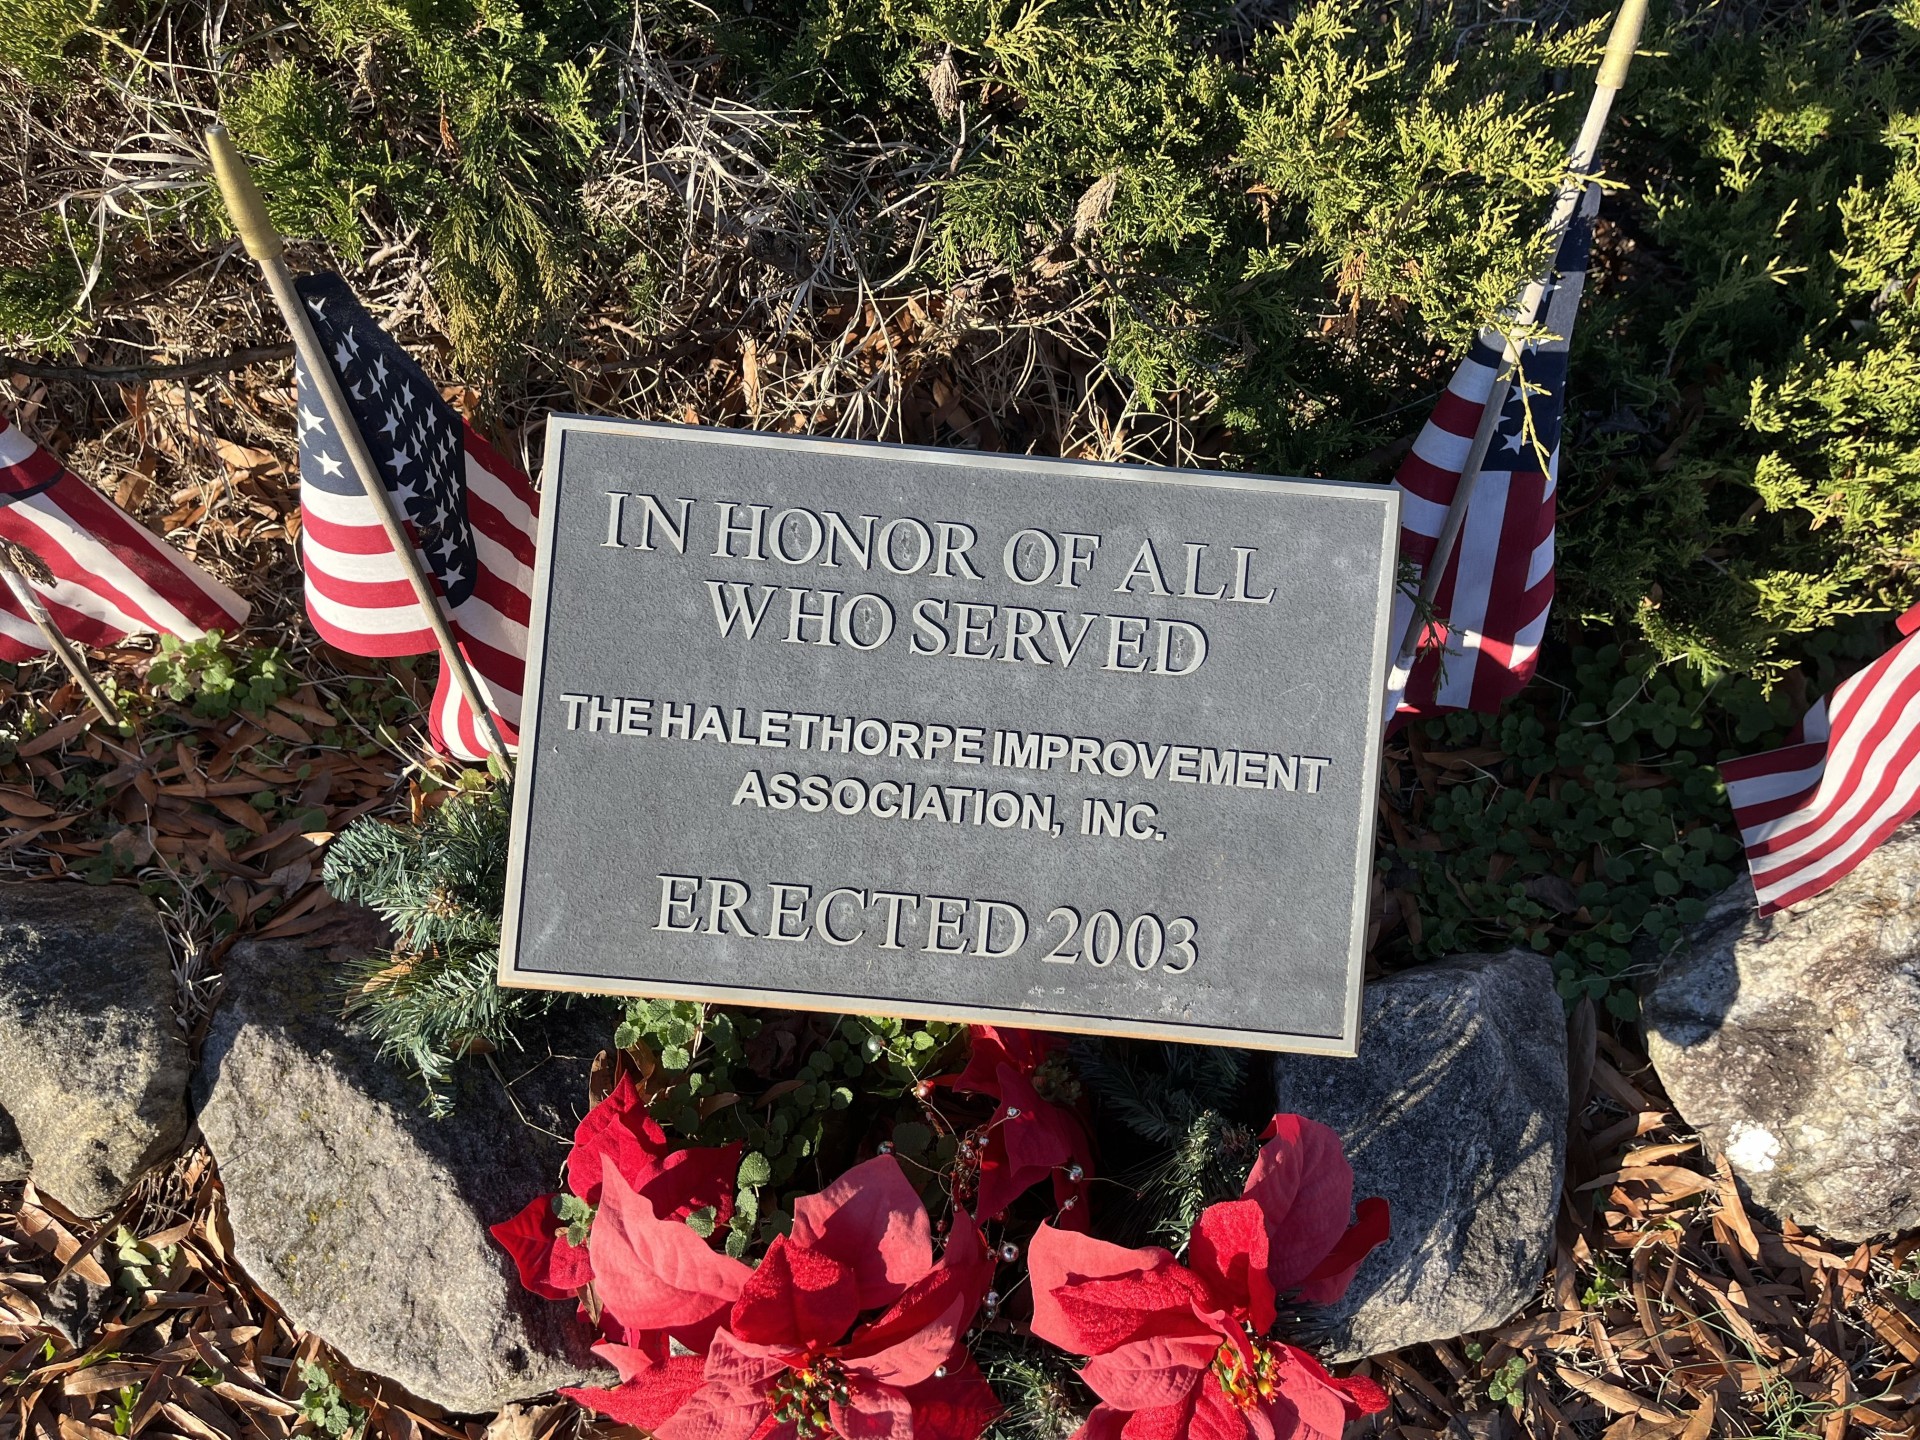 IN HONOR OF ALL
WHO SERVED
THE HALETHORPE IMPROVEMENT
ASSOCIATION, INC.
ERECTED 2003